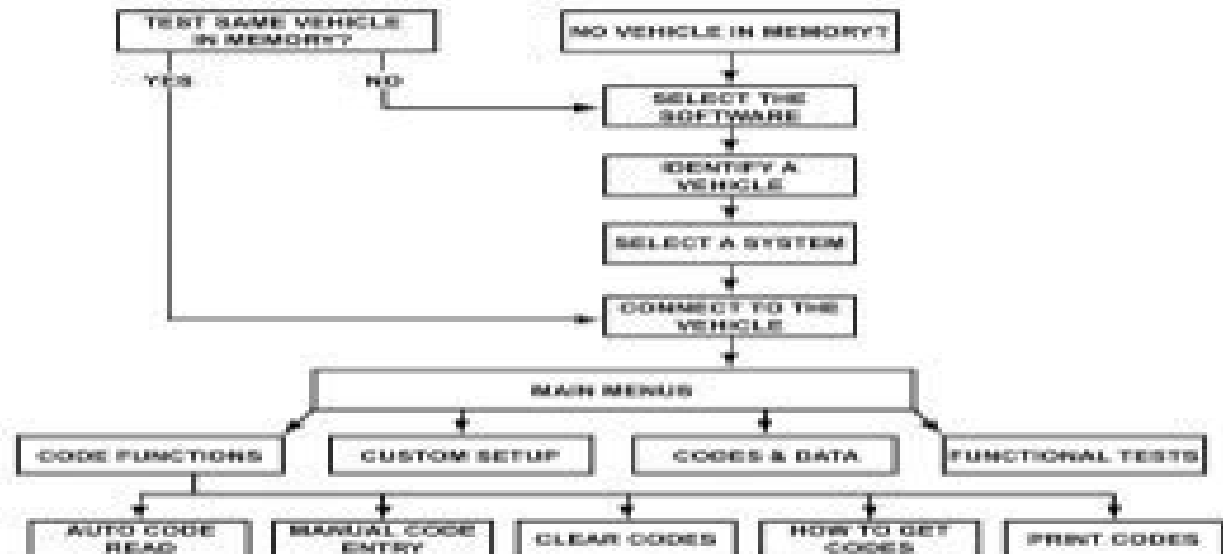 TEST SAME VEHICLE
IN MEMORY?
NO VEHICLE IN MEMORY?
YES
NO
SELECT THE
SOFTWARE
IDENTIFY A
VEHICLE
SELECT A SYSTEM
CONNECT TO THE
VEHICLE
MAIN MENUS
CODE FUNCTIONS
CUSTOM SETUP
CODES & DATA
FUNCTIONAL TESTS
AUTO CODE
READ
MANUAL CODE
ENTRY
CLEAR CODES
HOW TO GET
CODES
PRINT CODES